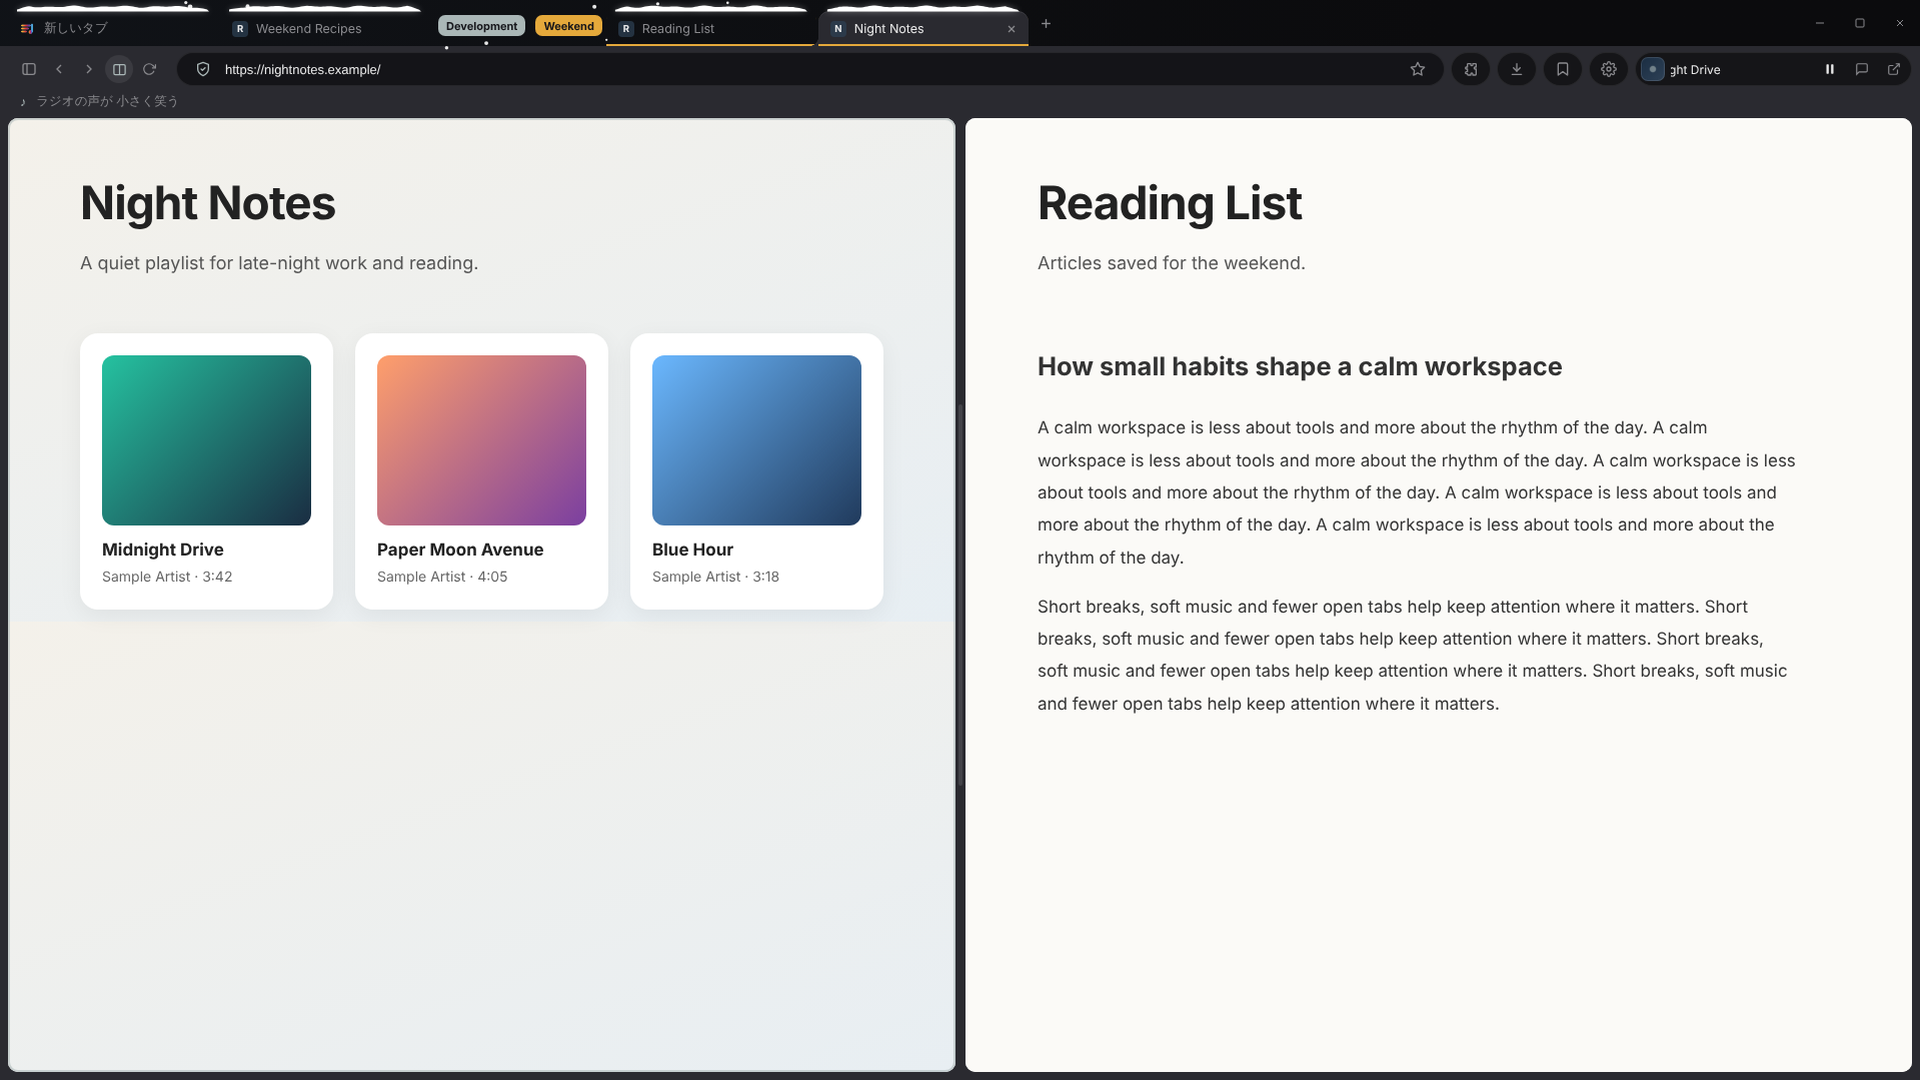 新しいタブ
R Weekend Recipes
Development
Weekend
R Reading List
N Night Notes
https://nightnotes.example/
ght Drive
♪ ラジオの声が 小さく笑う
Night Notes
A quiet playlist for late-night work and reading.
Midnight Drive
Sample Artist · 3:42
Paper Moon Avenue
Sample Artist · 4:05
Blue Hour
Sample Artist · 3:18
Reading List
Articles saved for the weekend.
How small habits shape a calm workspace
A calm workspace is less about tools and more about the rhythm of the day. A calm
workspace is less about tools and more about the rhythm of the day. A calm workspace is less
about tools and more about the rhythm of the day. A calm workspace is less about tools and
more about the rhythm of the day. A calm workspace is less about tools and more about the
rhythm of the day.
Short breaks, soft music and fewer open tabs help keep attention where it matters. Short
breaks, soft music and fewer open tabs help keep attention where it matters. Short breaks,
soft music and fewer open tabs help keep attention where it matters. Short breaks, soft music
and fewer open tabs help keep attention where it matters.